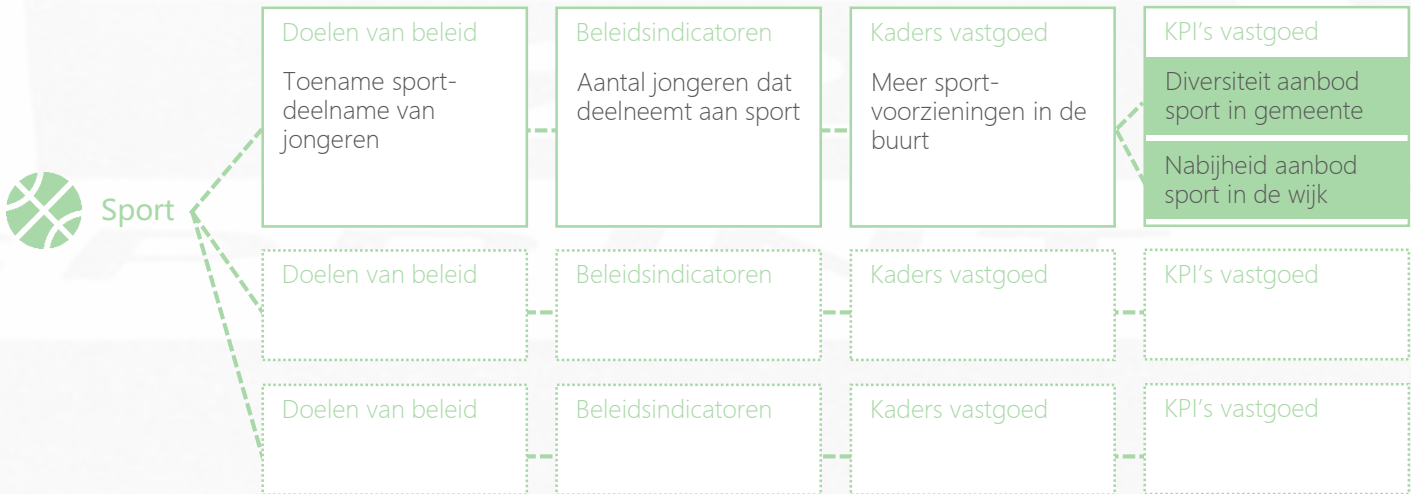 Sport
Doelen van beleid
Toename sport-
deelname van
jongeren
Beleidsindicatoren
Aantal jongeren dat
deelneemt aan sport
Kaders vastgoed
Meer sport-
voorzieningen in de
buurt
KPI's vastgoed
Diversiteit aanbod
sport in gemeente
Nabijheid aanbod
sport in de wijk
Doelen van beleid
Beleidsindicatoren
Kaders vastgoed
KPI's vastgoed
Doelen van beleid
Beleidsindicatoren
Kaders vastgoed
KPI's vastgoed